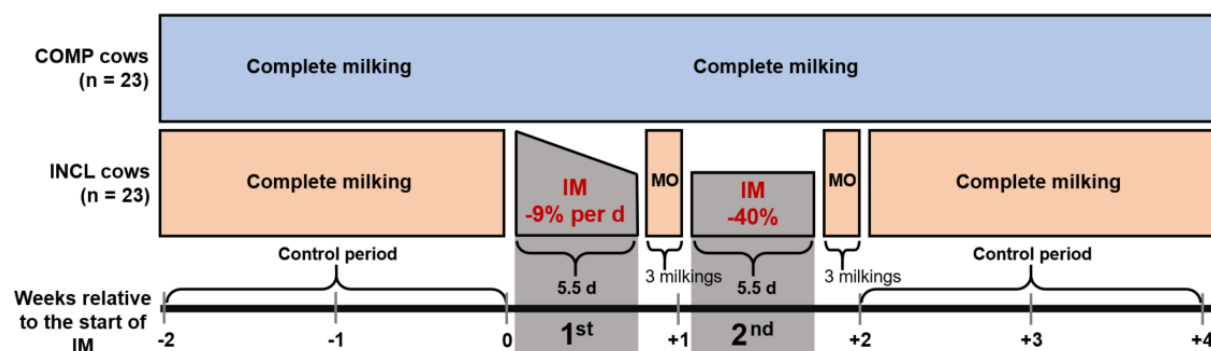 COMP cows
(n = 23)
Complete milking
Complete milking
INCL cows
(n = 23)
Complete milking
IM
-9% per d
MO
IM
-40%
MO
Complete milking
Control period
5.5 d
3 milkings
5.5 d
3 milkings
Control period
Weeks relative
to the start of
IM
-2
-1
0
1st
+1
2nd
+2
+3
+4